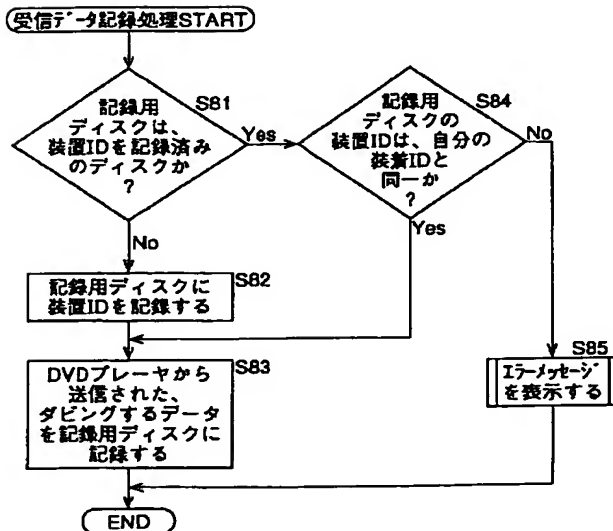 受信データ記録処理START
記録用
ディスクは、
装置IDを記録済み
のディスクか
?
S81
Yes
No
記録用
ディスクの
装置IDは、自分の
装着IDと
同一か
?
S84
No
Yes
記録用ディスクに
装置IDを記録する
S82
DVDプレーヤから
送信された、
ダビングするデータ
を記録用ディスクに
記録する
S83
エラーメッセージ
を表示する
S85
END